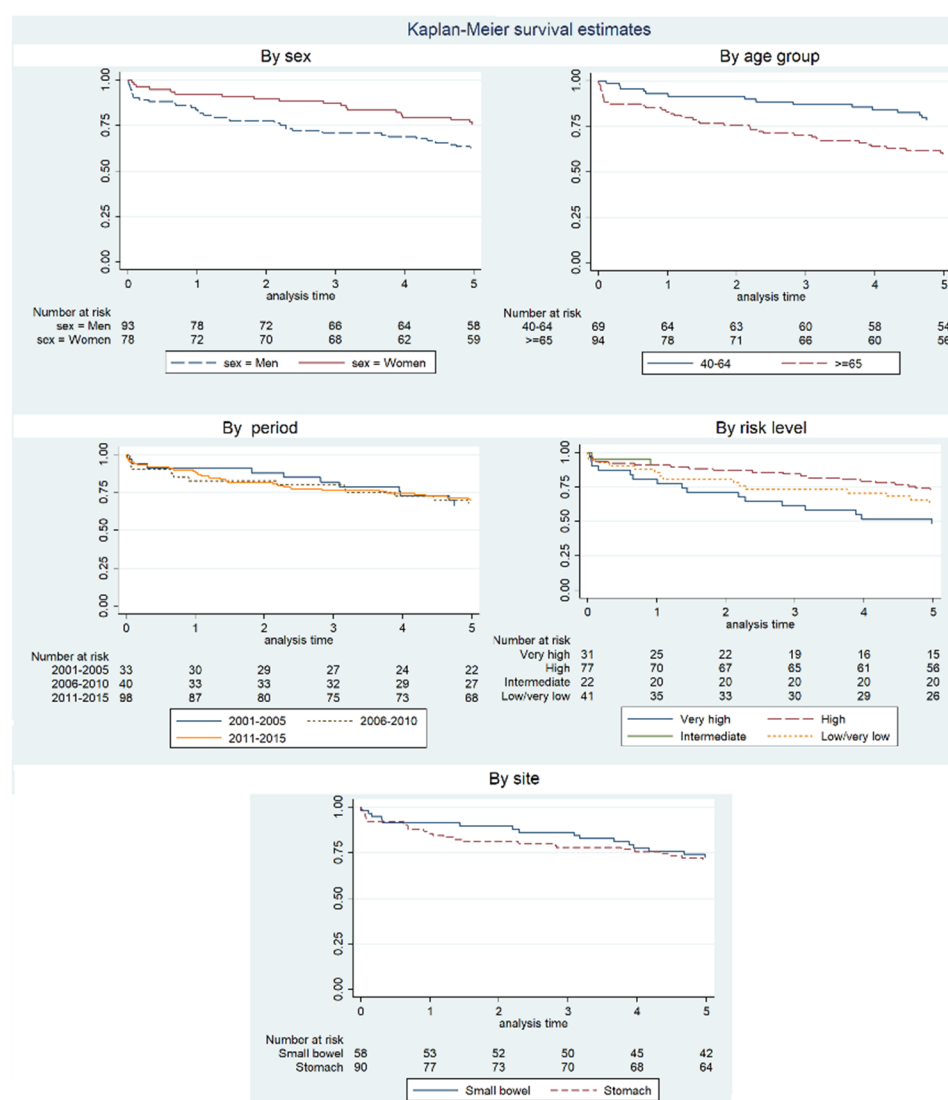 Kaplan-Meier survival estimates
By sex
1.00
0.75
0.50
0.25
0.00
0 1 2 3 4 5
analysis time
Number at risk
sex = Men 93 78 72 66 64 58
sex = Women 78 72 70 68 62 59
sex = Men sex = Women
By age group
1.00
0.75
0.50
0.25
0.00
0 1 2 3 4 5
analysis time
Number at risk
40-64 69 64 63 60 58 54
>=65 94 78 71 66 60 56
40-64 >=65
By period
1.00
0.75
0.50
0.25
0.00
0 1 2 3 4 5
analysis time
Number at risk
2001-2005 33 30 29 27 24 22
2006-2010 40 33 33 32 29 27
2011-2015 98 87 80 75 73 68
2001-2005 2006-2010
2011-2015
By risk level
1.00
0.75
0.50
0.25
0.00
0 1 2 3 4 5
analysis time
Number at risk
Very high 31 25 22 19 16 15
High 77 70 67 65 61 56
Intermediate 22 20 20 20 20 20
Low/very low 41 35 33 30 29 26
Very high High
Intermediate Low/very low
By site
1.00
0.75
0.50
0.25
0.00
0 1 2 3 4 5
analysis time
Number at risk
Small bowel 58 53 52 50 45 42
Stomach 90 77 73 70 68 64
Small bowel Stomach